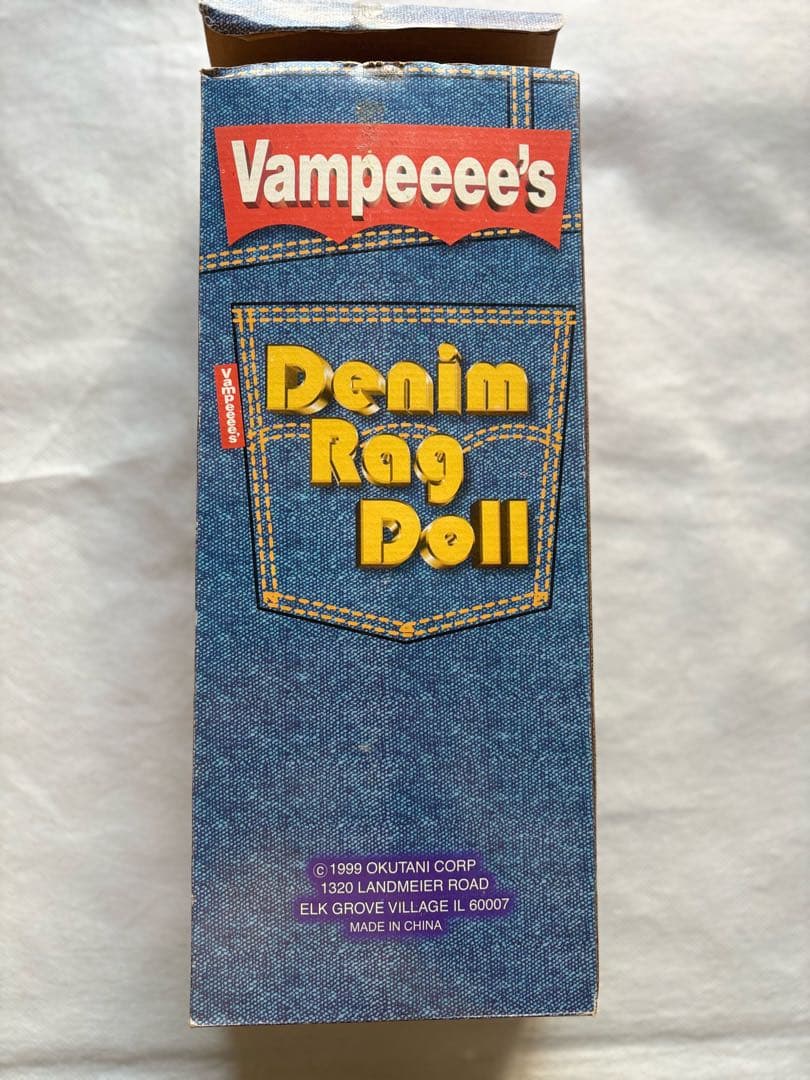 Vampeeee's
Vampeeee's
Denim
Rag
Doll
© 1999 OKUTANI CORP
1320 LANDMEIER ROAD
ELK GROVE VILLAGE IL 60007
MADE IN CHINA